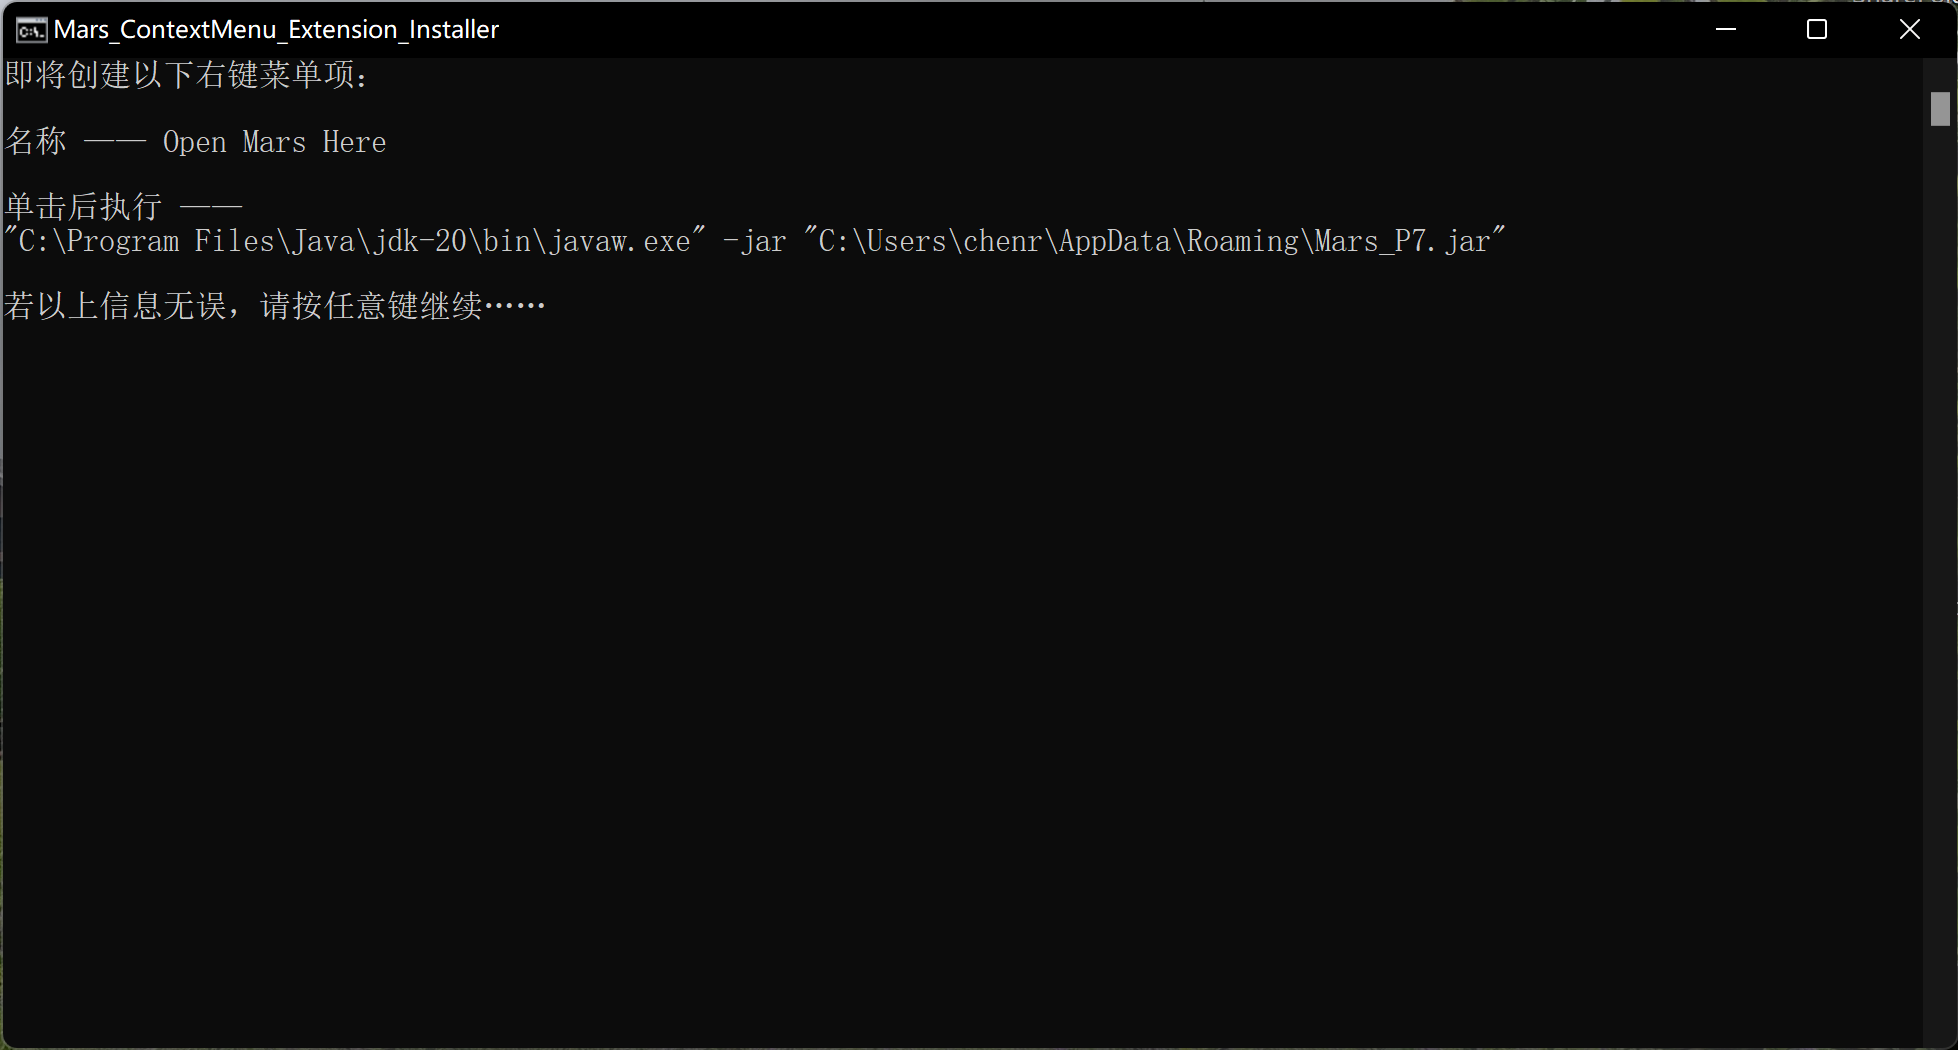 Mars_ContextMenu_Extension_Installer
即将创建以下右键菜单项：
名称 —— Open Mars Here
单击后执行 ——
"C:\Program Files\Java\jdk-20\bin\javaw.exe" -jar "C:\Users\chenr\AppData\Roaming\Mars_P7.jar"
若以上信息无误，请按任意键继续……